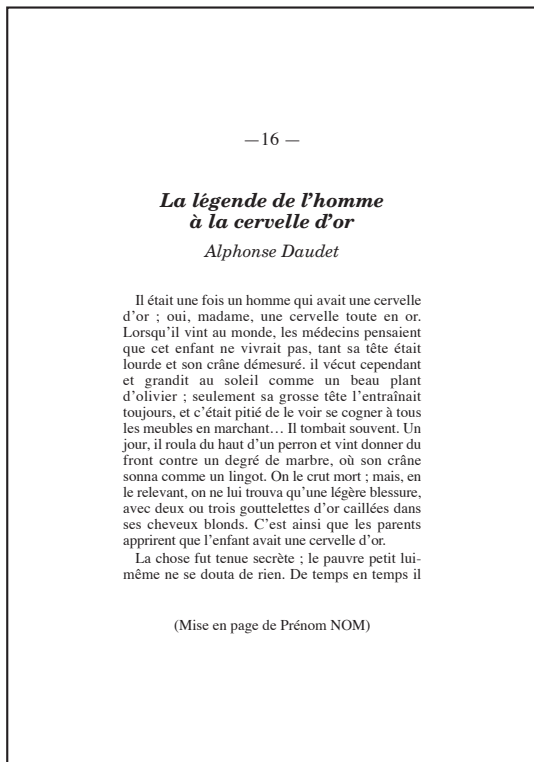 —16 —
La légende de l’homme
à la cervelle d’or
Alphonse Daudet
Il était une fois un homme qui avait une cervelle
d’or ; oui, madame, une cervelle toute en or.
Lorsqu’il vint au monde, les médecins pensaient
que cet enfant ne vivrait pas, tant sa tête était
lourde et son crâne démesuré. il vécut cependant
et grandit au soleil comme un beau plant
d’olivier ; seulement sa grosse tête l’entraînait
toujours, et c’était pitié de le voir se cogner à tous
les meubles en marchant… Il tombait souvent. Un
jour, il roula du haut d’un perron et vint donner du
front contre un degré de marbre, où son crâne
sonna comme un lingot. On le crut mort ; mais, en
le relevant, on ne lui trouva qu’une légère blessure,
avec deux ou trois gouttelettes d’or caillées dans
ses cheveux blonds. C’est ainsi que les parents
apprirent que l’enfant avait une cervelle d’or.
La chose fut tenue secrète ; le pauvre petit lui-
même ne se douta de rien. De temps en temps il
(Mise en page de Prénom NOM)